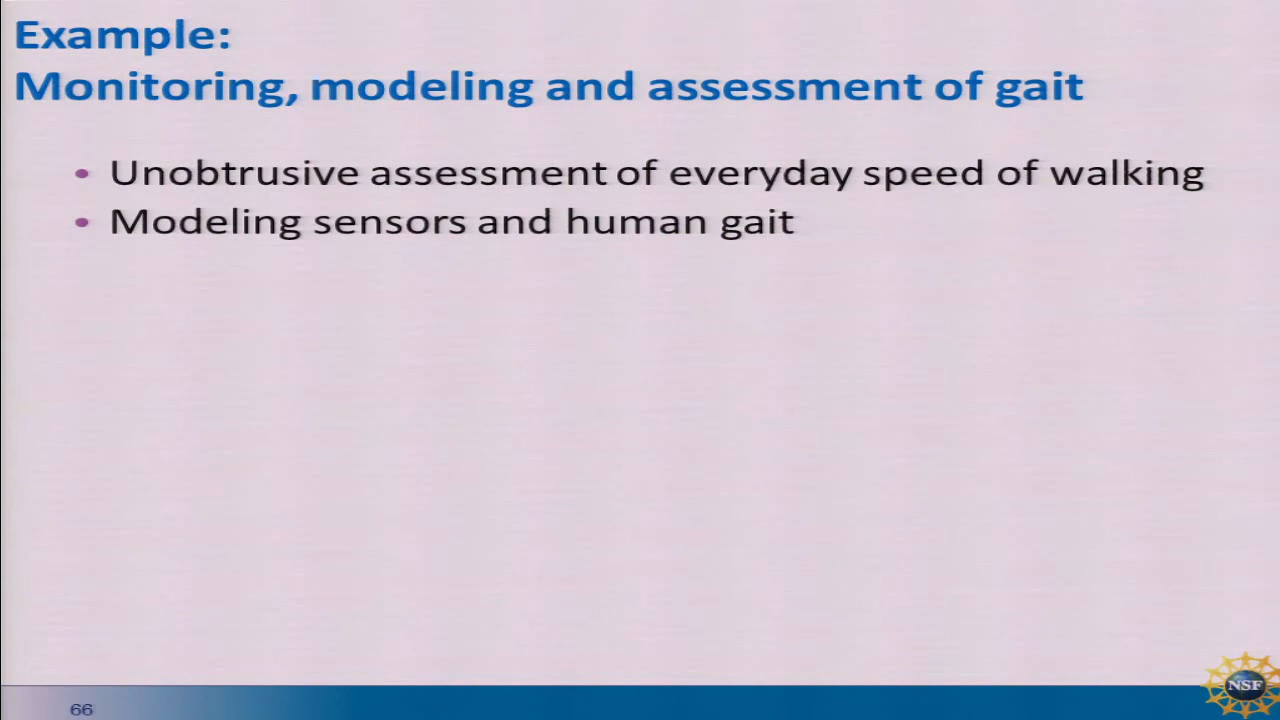 Example:
Monitoring, modeling and assessment of gait
• Unobtrusive assessment of everyday speed of walking
• Modeling sensors and human gait
66
NSF